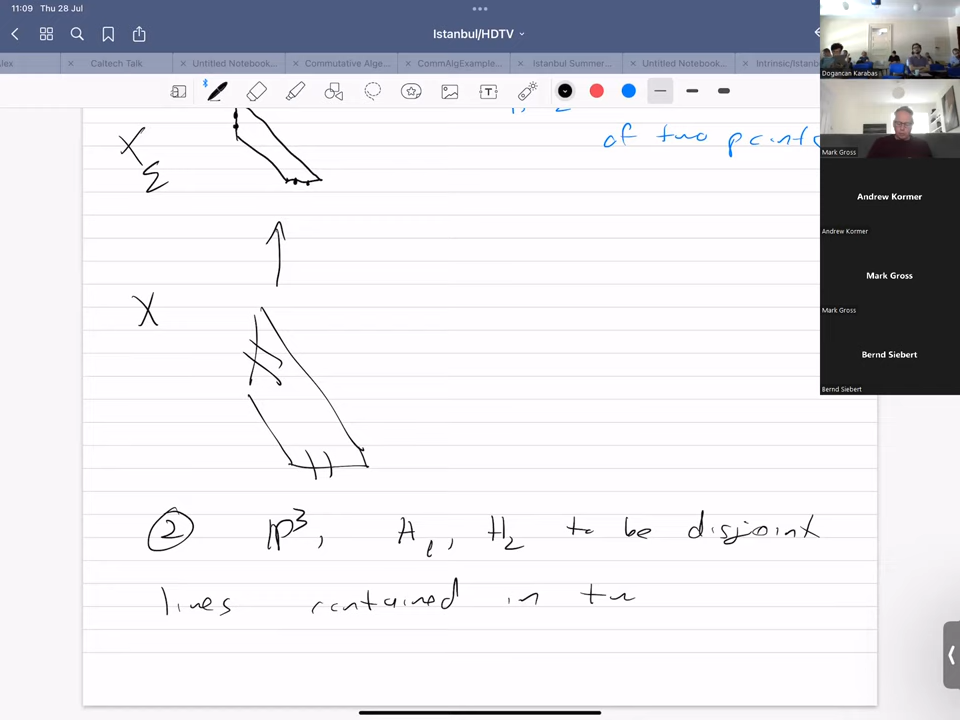 11:09 Thu 28 Jul
Istanbul/HDTV
lex
Caltech Talk
Untitled Notebook...
Commutative Alge...
CommAlgExample...
Istanbul Summer...
Untitled Notebook...
Intrinsic/Istanb
of two points
X
Σ
X
Dogancan Karabas
Mark Gross
Andrew Kormer
Andrew Kormer
Mark Gross
Mark Gross
Bernd Siebert
Bernd Siebert
② P³, H₁, H₂ to be disjoint
lines contained in tw